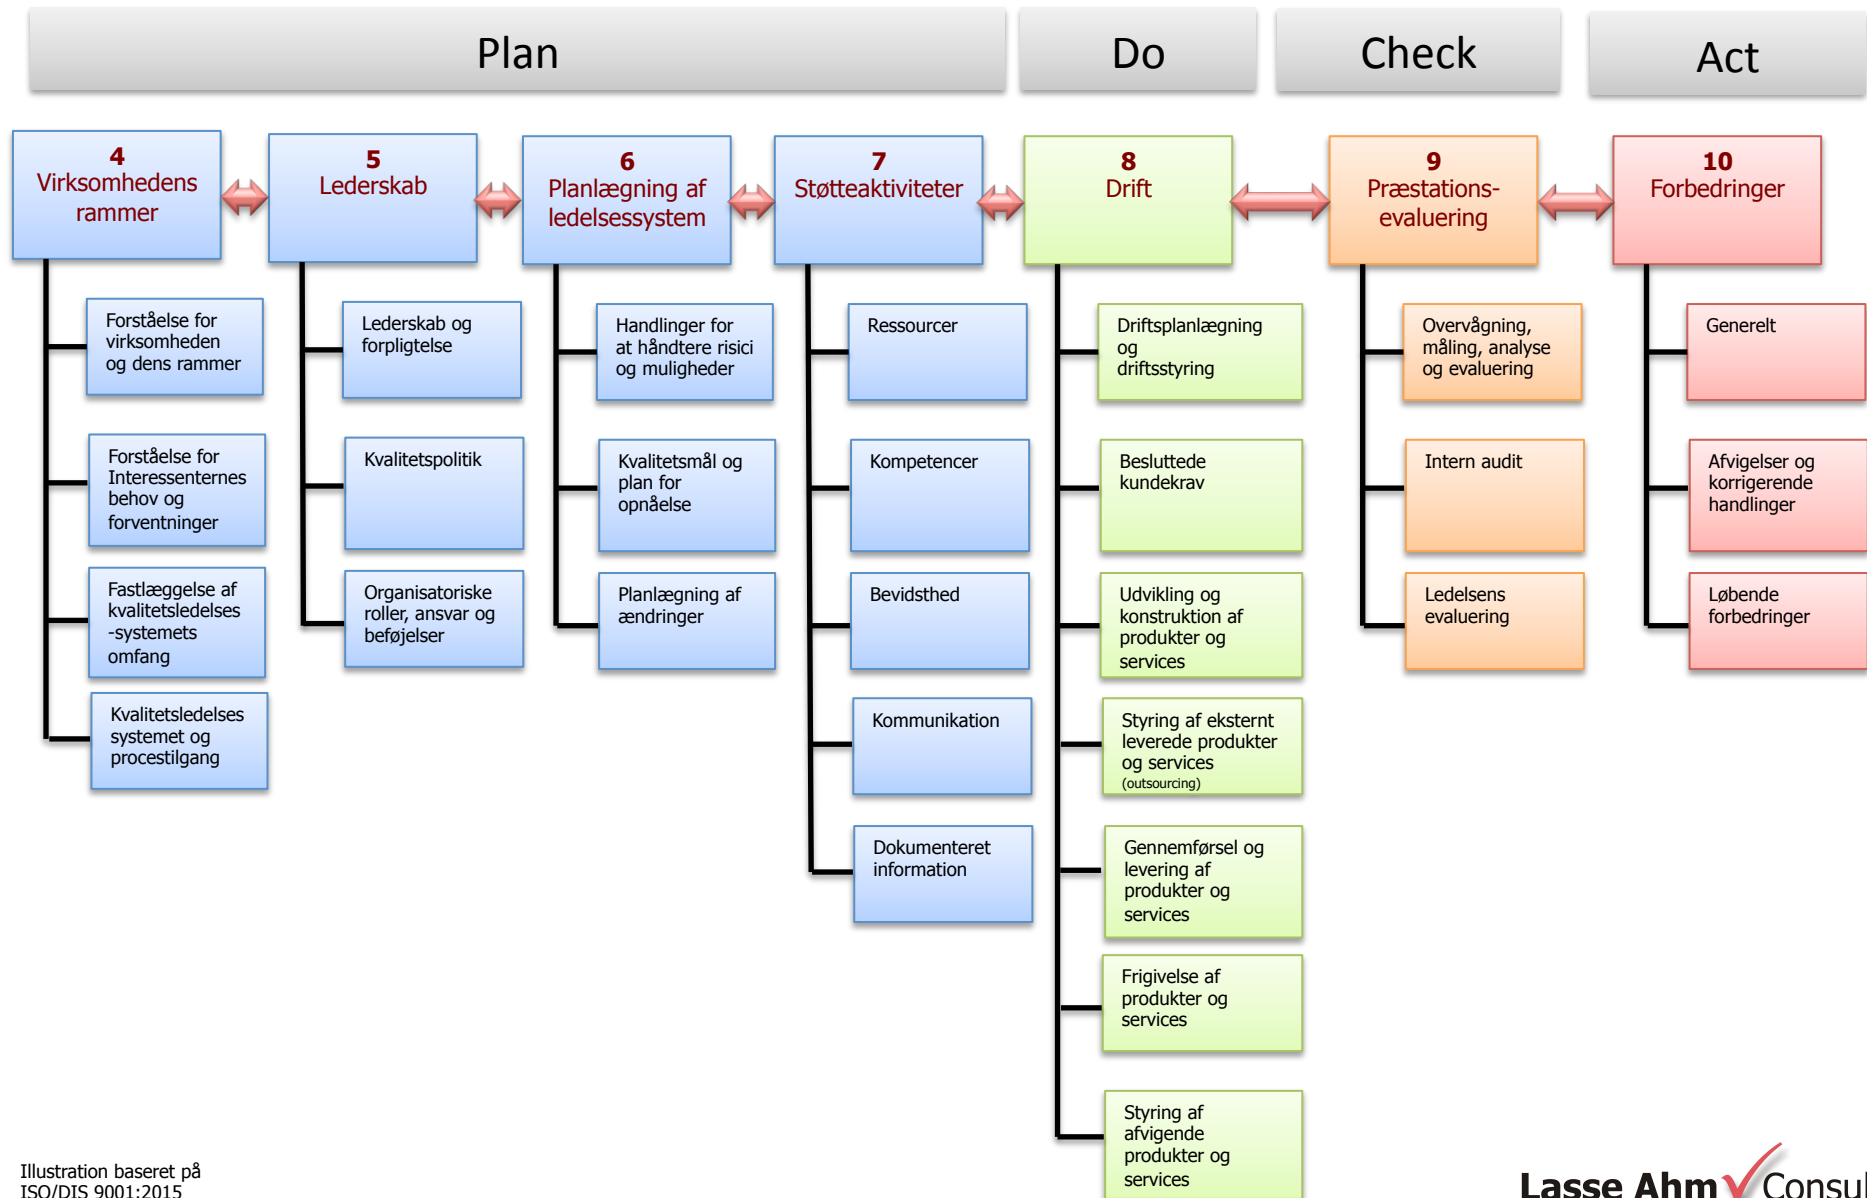 Plan
Do
Check
Act
4
Virksomhedens
rammer
5
Lederskab
6
Planlægning af
ledelsessystem
7
Støtteaktiviteter
8
Drift
9
Præstations-
evaluering
10
Forbedringer
Forståelse for
virksomheden
og dens rammer
Forståelse for
Interessenternes
behov og
forventninger
Fastlæggelse af
kvalitetsledelses
-systemets
omfang
Kvalitetsledelses
systemet og
procestilgang
Lederskab og
forpligtelse
Kvalitetspolitik
Organisatoriske
roller, ansvar og
beføjelser
Handlinger for
at håndtere risici
og muligheder
Kvalitetsmål og
plan for
opnåelse
Planlægning af
ændringer
Ressourcer
Kompetencer
Bevidsthed
Kommunikation
Dokumenteret
information
Driftsplanlægning
og
driftsstyring
Besluttede
kundekrav
Udvikling og
konstruktion af
produkter og
services
Styring af eksternt
leverede produkter
og services
(outsourcing)
Gennemførsel og
levering af
produkter og
services
Frigivelse af
produkter og
services
Styring af
afvigende
produkter og
services
Overvågning,
måling, analyse
og evaluering
Intern audit
Ledelsens
evaluering
Generelt
Afvigelser og
korrigerende
handlinger
Løbende
forbedringer
Illustration baseret på
ISO/DIS 9001:2015
Lasse Ahm Consul